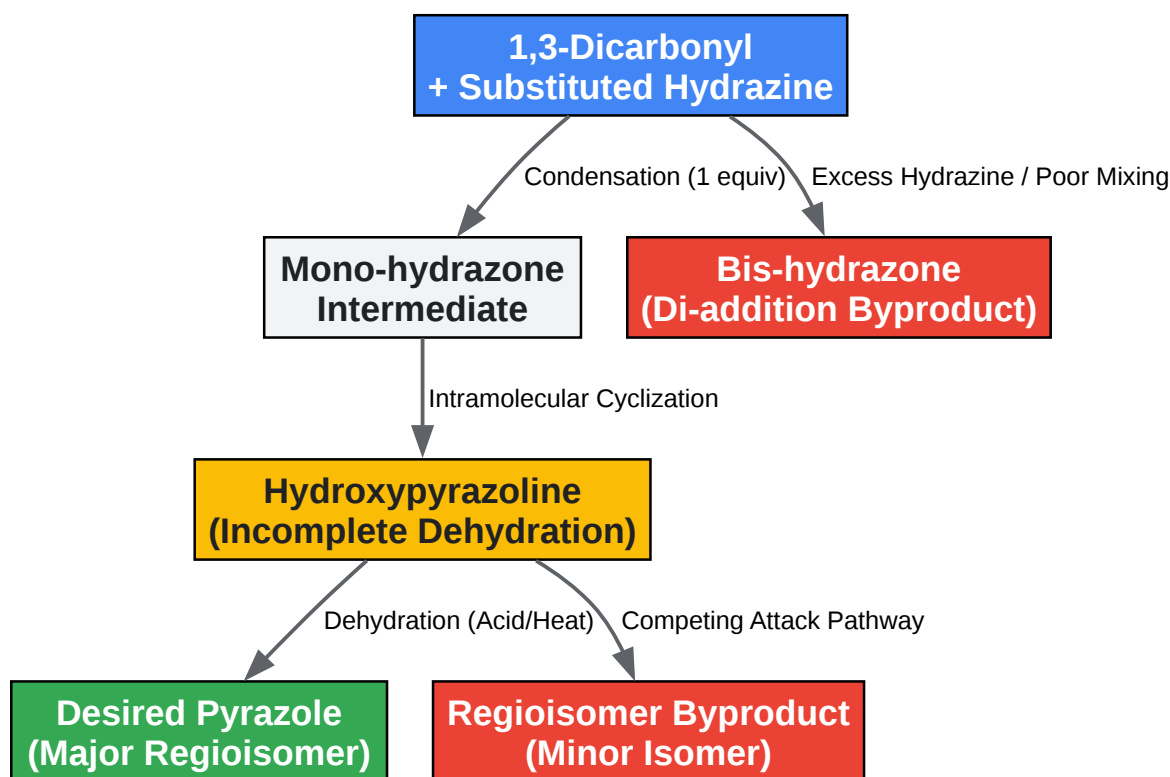 1,3-Dicarbonyl
+ Substituted Hydrazine
Condensation (1 equiv)
Excess Hydrazine / Poor Mixing
Mono-hydrazone
Intermediate
Bis-hydrazone
(Di-addition Byproduct)
Intramolecular Cyclization
Hydroxypyrazoline
(Incomplete Dehydration)
Dehydration (Acid/Heat)
Competing Attack Pathway
Desired Pyrazole
(Major Regioisomer)
Regioisomer Byproduct
(Minor Isomer)